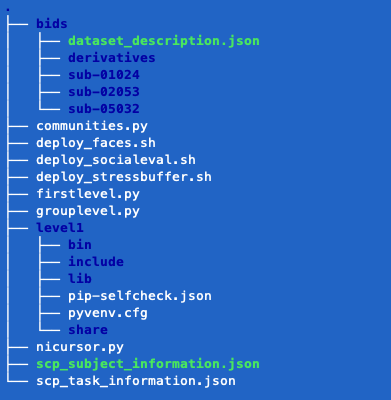 .
├── bids
│   ├── dataset_description.json
│   ├── derivatives
│   ├── sub-01024
│   ├── sub-02053
│   └── sub-05032
├── communities.py
├── deploy_faces.sh
├── deploy_socialeval.sh
├── deploy_stressbuffer.sh
├── firstlevel.py
├── grouplevel.py
├── level1
│   ├── bin
│   ├── include
│   ├── lib
│   ├── pip-selfcheck.json
│   ├── pyvenv.cfg
│   └── share
├── nicursor.py
├── scp_subject_information.json
└── scp_task_information.json